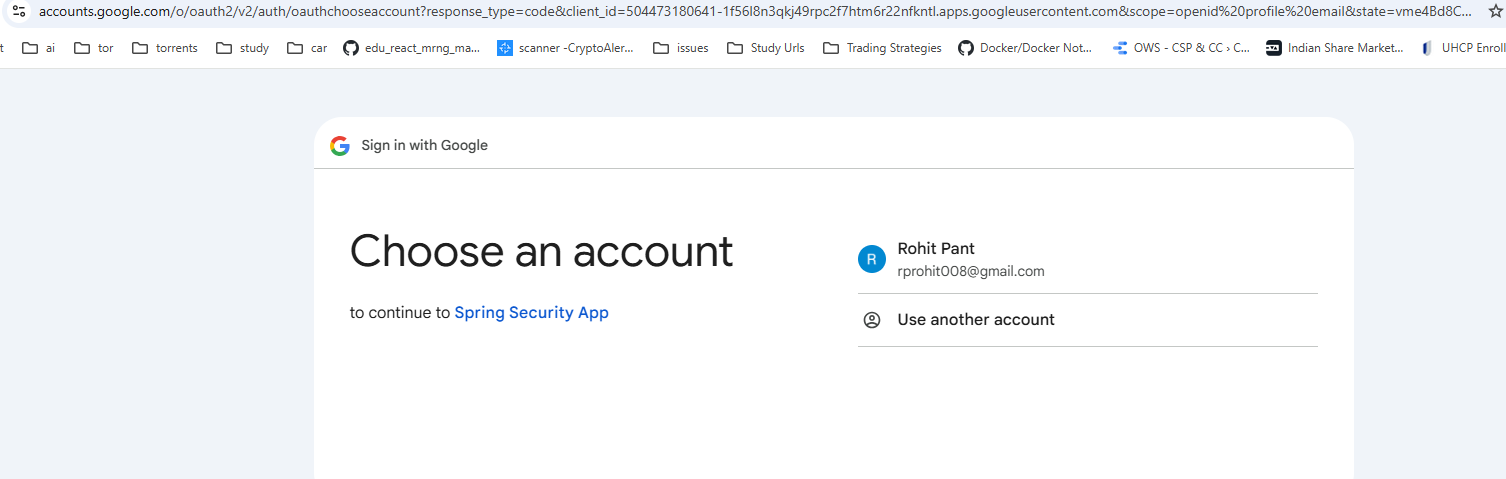 accounts.google.com/o/oauth2/v2/auth/oauthchooseaccount?response_type=code&client_id=504473180641-1f56l8n3qkj49rpc2f7htm6r22nfkntl.apps.googleusercontent.com&scope=openid%20profile%20email&state=vme4Bd8C...
t ai tor torrents study car edu_react_mrng_ma... scanner -CryptoAler... issues Study Urls Trading Strategies Docker/Docker Not... OWS - CSP & CC › C... Indian Share Market... UHCP Enroll
Sign in with Google
Choose an account
to continue to Spring Security App
R
Rohit Pant
rprohit008@gmail.com
Use another account